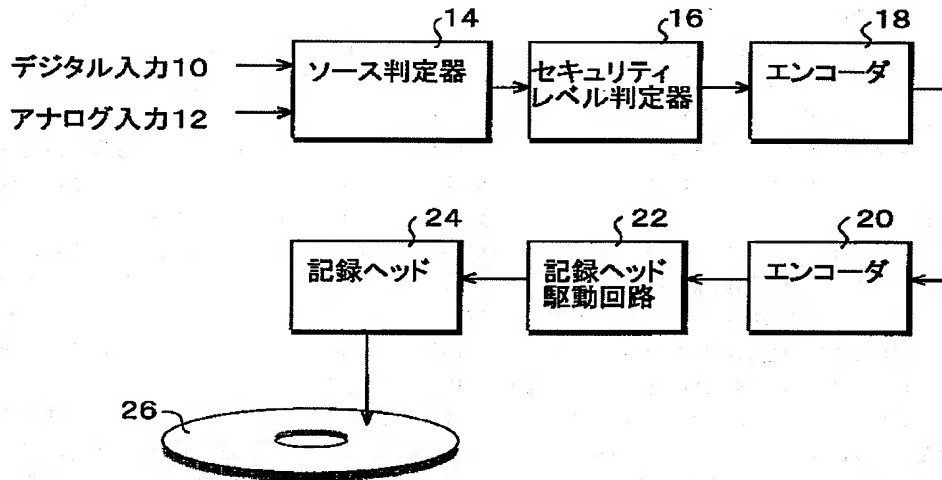 14
16
18
デジタル入力10
アナログ入力12
ソース判定器
セキュリティ
レベル判定器
エンコーダ
24
22
20
記録ヘッド
記録ヘッド
駆動回路
エンコーダ
26